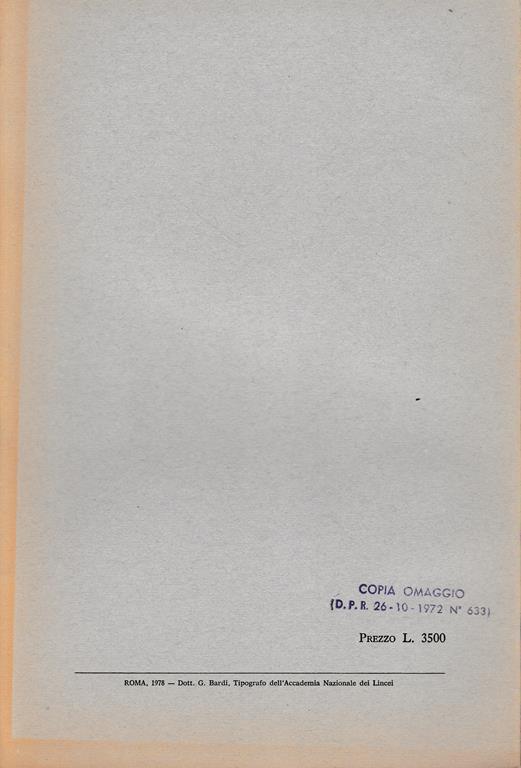 COPIA OMAGGIO
(D.P.R. 26-10-1972 N° 633)
PREZZO L. 3500
ROMA, 1978 — Dott. G. Bardi, Tipografo dell'Accademia Nazionale dei Lincei